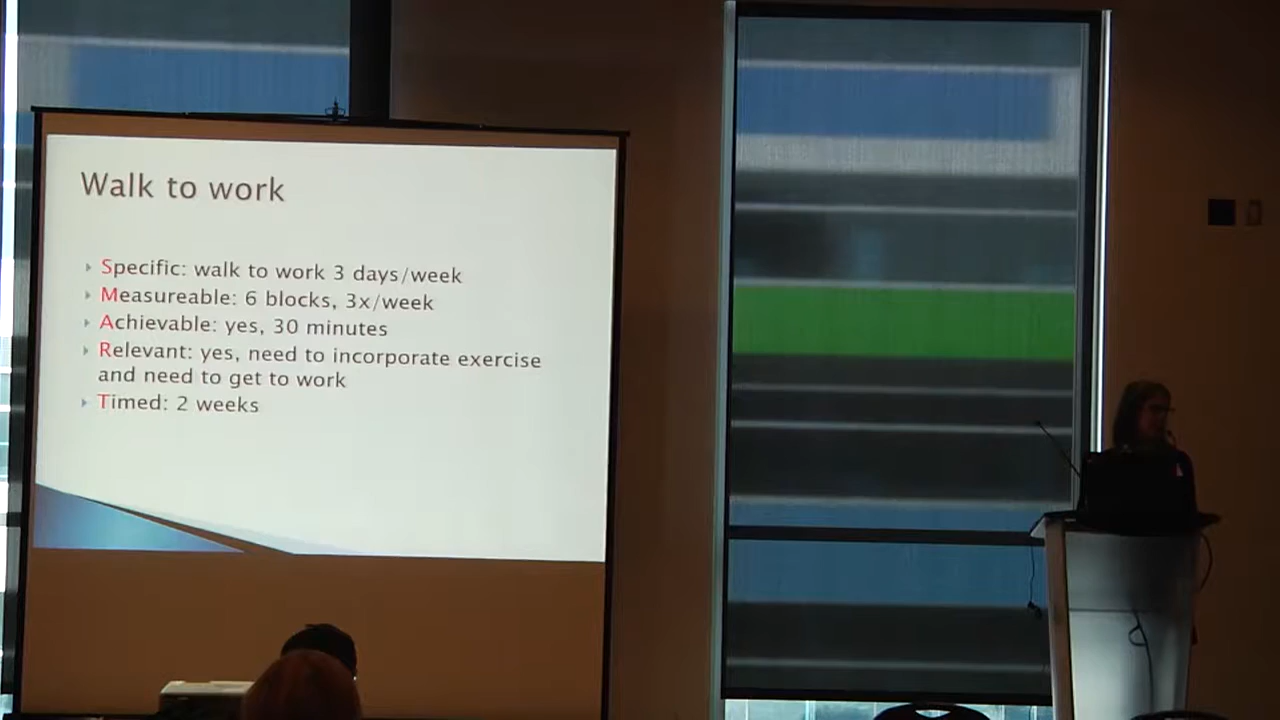 Walk to work
Specific: walk to work 3 days/week
Measureable: 6 blocks, 3x/week
Achievable: yes, 30 minutes
Relevant: yes, need to incorporate exercise
and need to get to work
Timed: 2 weeks